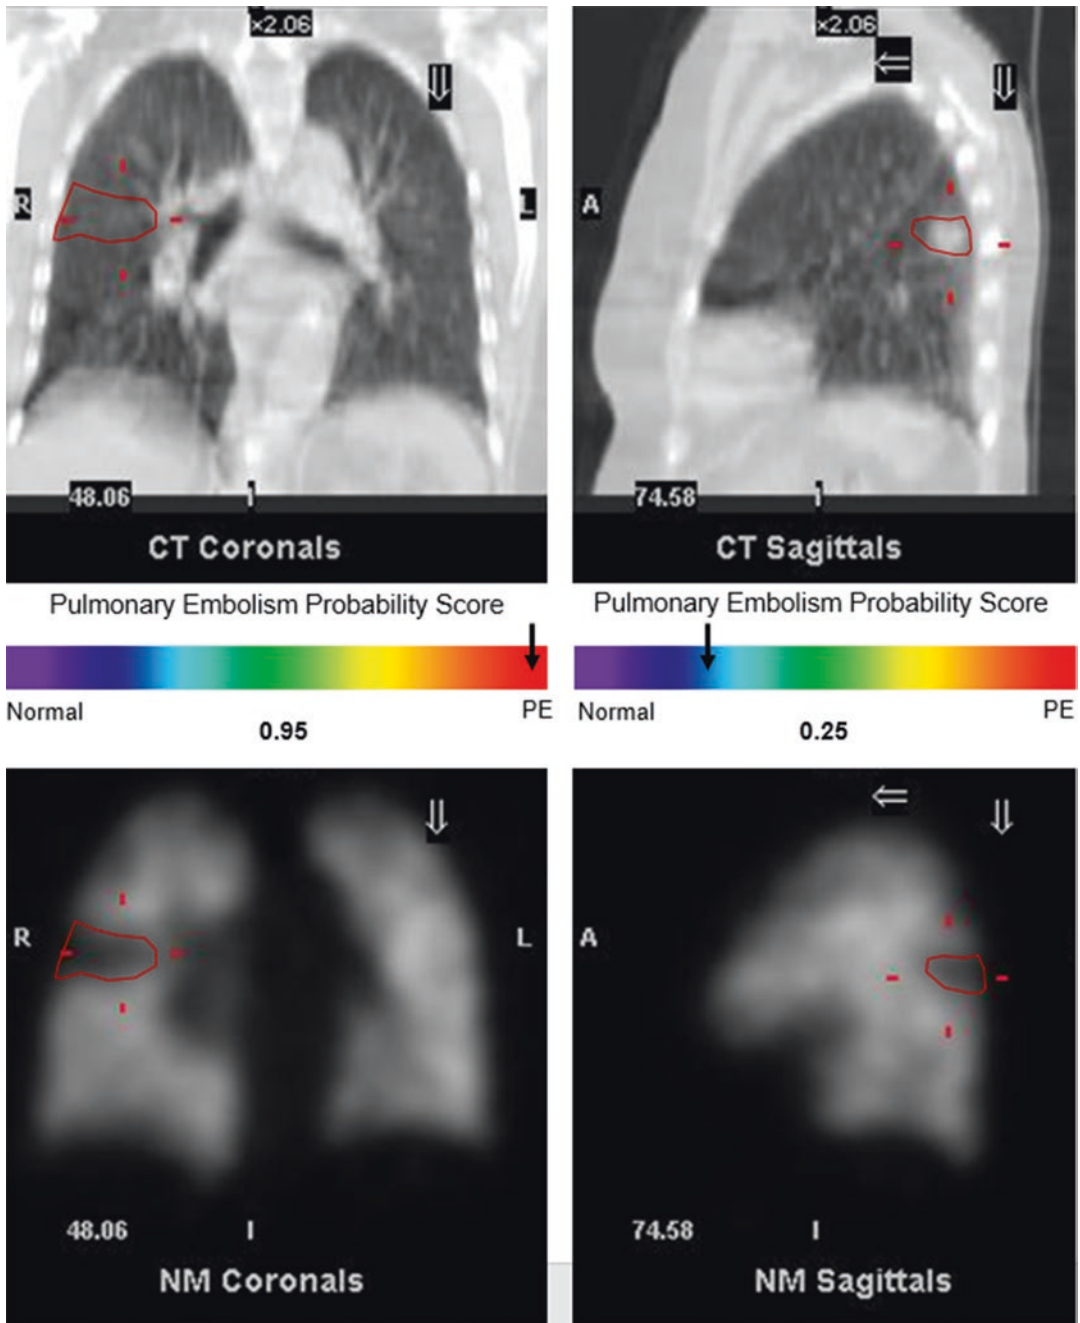 ×2.06
⇓
R
L
48.06
I
CT Coronals
×2.06
⇐
⇓
A
74.58
I
CT Sagittals
Pulmonary Embolism Probability Score
Normal
PE
0.95
Pulmonary Embolism Probability Score
Normal
PE
0.25
⇓
R
L
48.06
I
NM Coronals
⇐
⇓
A
74.58
I
NM Sagittals